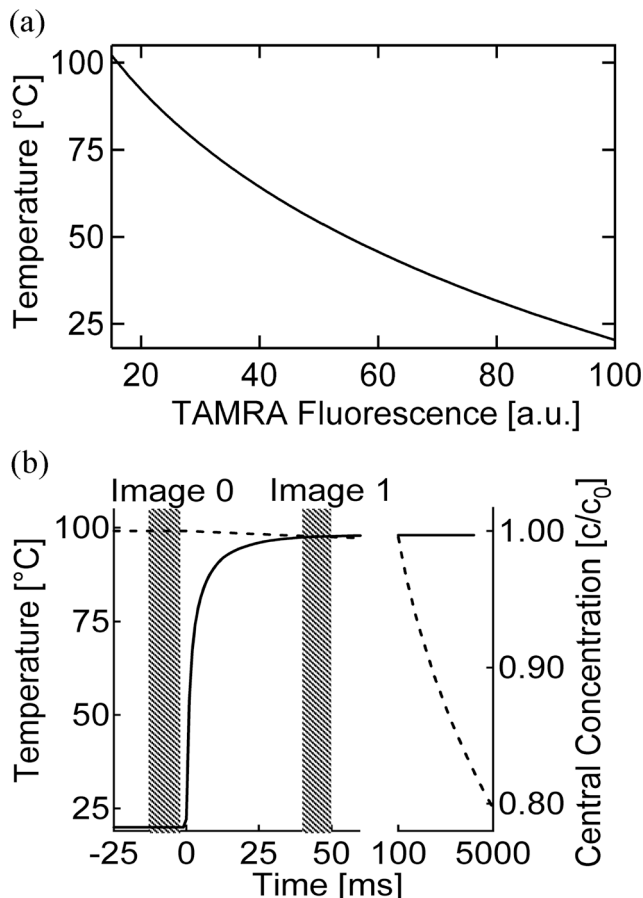 (a)
Temperature [°C]
100
75
50
25
20 40 60 80 100
TAMRA Fluorescence [a.u.]
(b)
Image 0 Image 1
Temperature [°C]
100
75
50
25
1.00
0.90
0.80
Central Concentration [c/c0]
-25 0 25 50 100 5000
Time [ms]